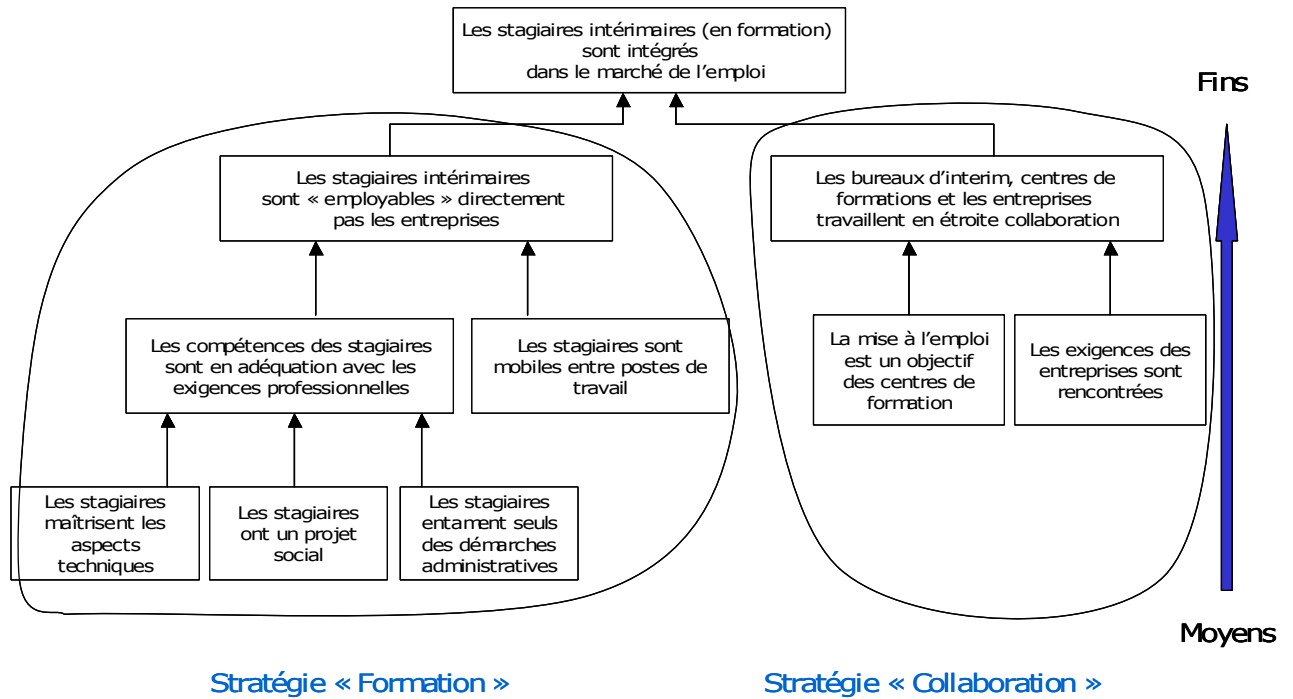 Les stagiaires intérimaires (en formation)
sont intégrés
dans le marché de l'emploi
Fins
Les stagiaires intérimaires
sont « employables » directement
pas les entreprises
Les bureaux d'interim, centres de
formations et les entreprises
travaillent en étroite collaboration
Les compétences des stagiaires
sont en adéquation avec les
exigences professionnelles
Les stagiaires sont
mobiles entre postes de
travail
La mise à l'emploi
est un objectif
des centres de
formation
Les exigences des
entreprises sont
rencontrées
Les stagiaires
maîtrisent les
aspects
techniques
Les stagiaires
ont un projet
social
Les stagiaires
entament seuls
des démarches
administratives
Moyens
Stratégie « Formation »
Stratégie « Collaboration »